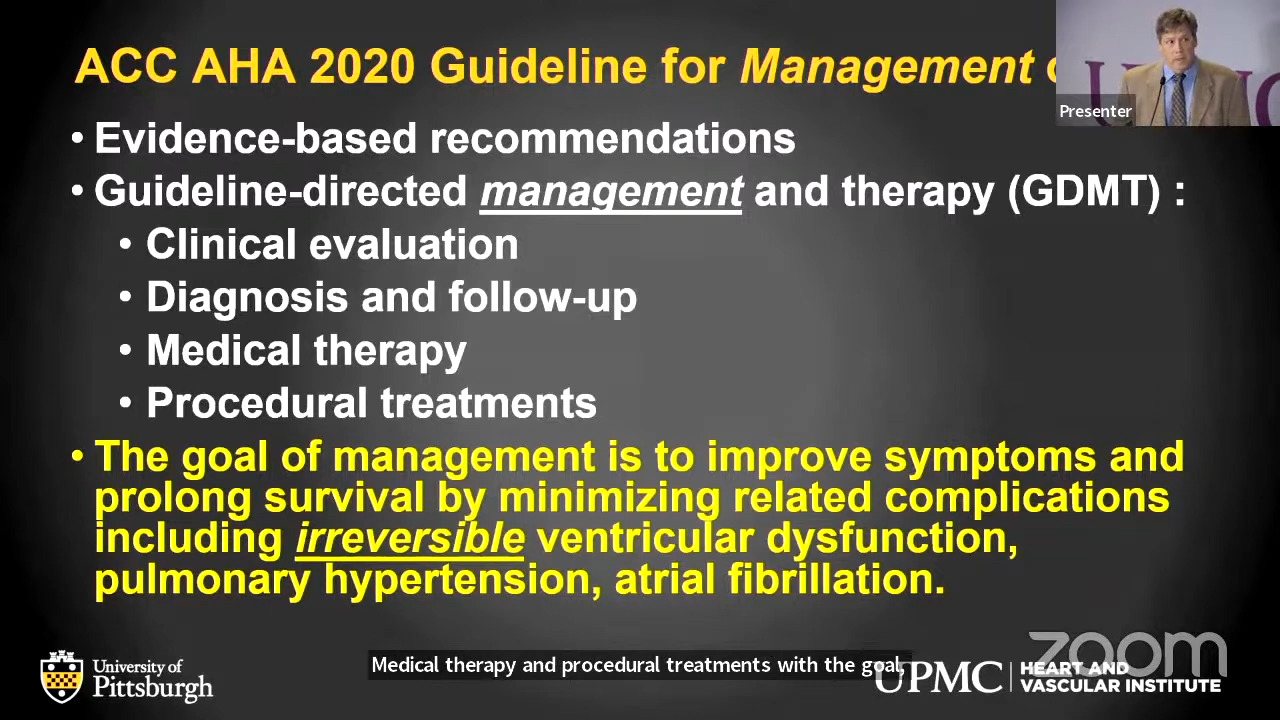 ACC AHA 2020 Guideline for Management
Presenter
• Evidence-based recommendations
• Guideline-directed management and therapy (GDMT) :
• Clinical evaluation
• Diagnosis and follow-up
• Medical therapy
• Procedural treatments
• The goal of management is to improve symptoms and
prolong survival by minimizing related complications
including irreversible ventricular dysfunction,
pulmonary hypertension, atrial fibrillation.
zoom
Medical therapy and procedural treatments with the goal,
University of
Pittsburgh
UPMC
HEART AND
VASCULAR INSTITUTE